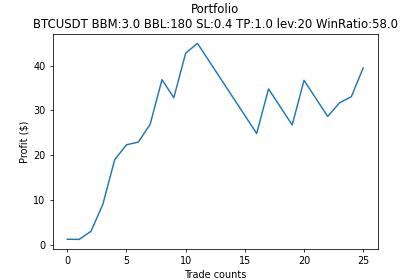 Portfolio
BTCUSDT BBM:3.0 BBL:180 SL:0.4 TP:1.0 lev:20 WinRatio:58.0
40
30
20
10
0
Profit ($)
0 5 10 15 20 25
Trade counts